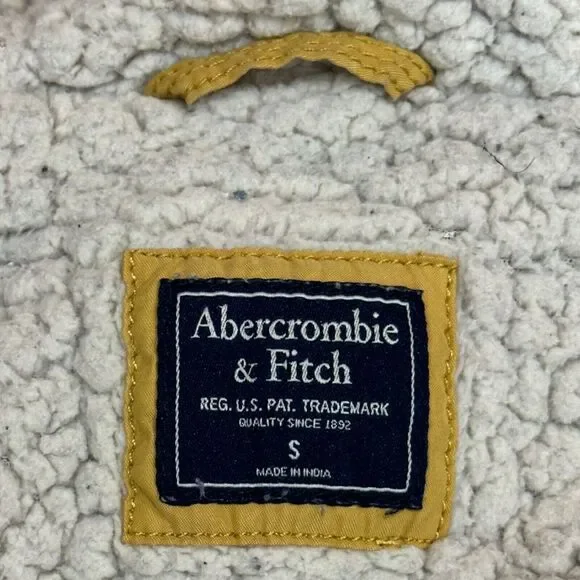 Abercrombie
& Fitch
REG. U.S. PAT. TRADEMARK
QUALITY SINCE 1892
S
MADE IN INDIA